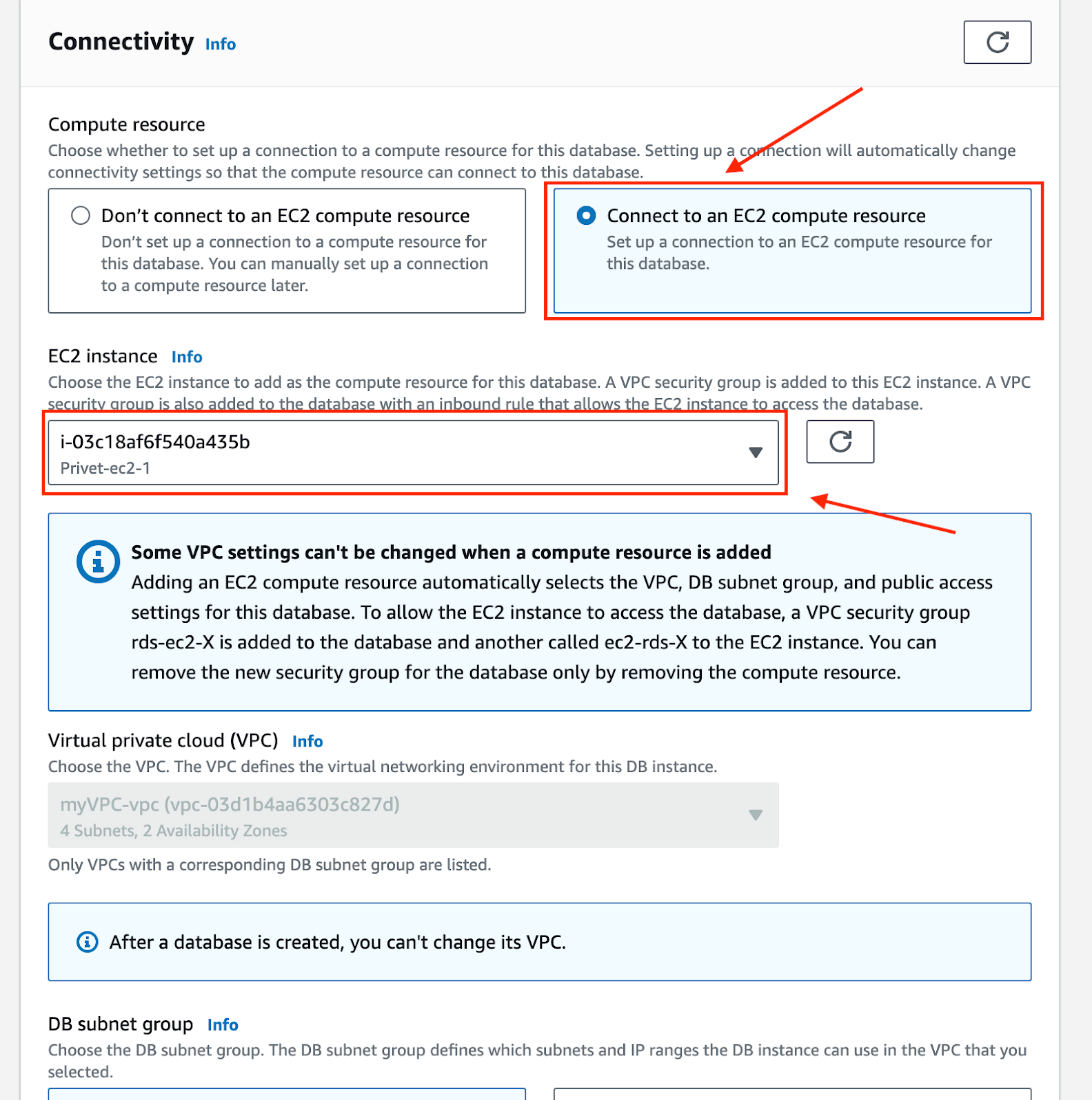 Connectivity Info
Compute resource
Choose whether to set up a connection to a compute resource for this database. Setting up a connection will automatically change
connectivity settings so that the compute resource can connect to this database.
Don’t connect to an EC2 compute resource
Don’t set up a connection to a compute resource for
this database. You can manually set up a connection
to a compute resource later.
Connect to an EC2 compute resource
Set up a connection to an EC2 compute resource for
this database.
EC2 instance Info
Choose the EC2 instance to add as the compute resource for this database. A VPC security group is added to this EC2 instance. A VPC
security group is also added to the database with an inbound rule that allows the EC2 instance to access the database.
i-03c18af6f540a435b
Privet-ec2-1
Some VPC settings can't be changed when a compute resource is added
Adding an EC2 compute resource automatically selects the VPC, DB subnet group, and public access
settings for this database. To allow the EC2 instance to access the database, a VPC security group
rds-ec2-X is added to the database and another called ec2-rds-X to the EC2 instance. You can
remove the new security group for the database only by removing the compute resource.
Virtual private cloud (VPC) Info
Choose the VPC. The VPC defines the virtual networking environment for this DB instance.
myVPC-vpc (vpc-03d1b4aa6303c827d)
4 Subnets, 2 Availability Zones
Only VPCs with a corresponding DB subnet group are listed.
After a database is created, you can't change its VPC.
DB subnet group Info
Choose the DB subnet group. The DB subnet group defines which subnets and IP ranges the DB instance can use in the VPC that you
selected.